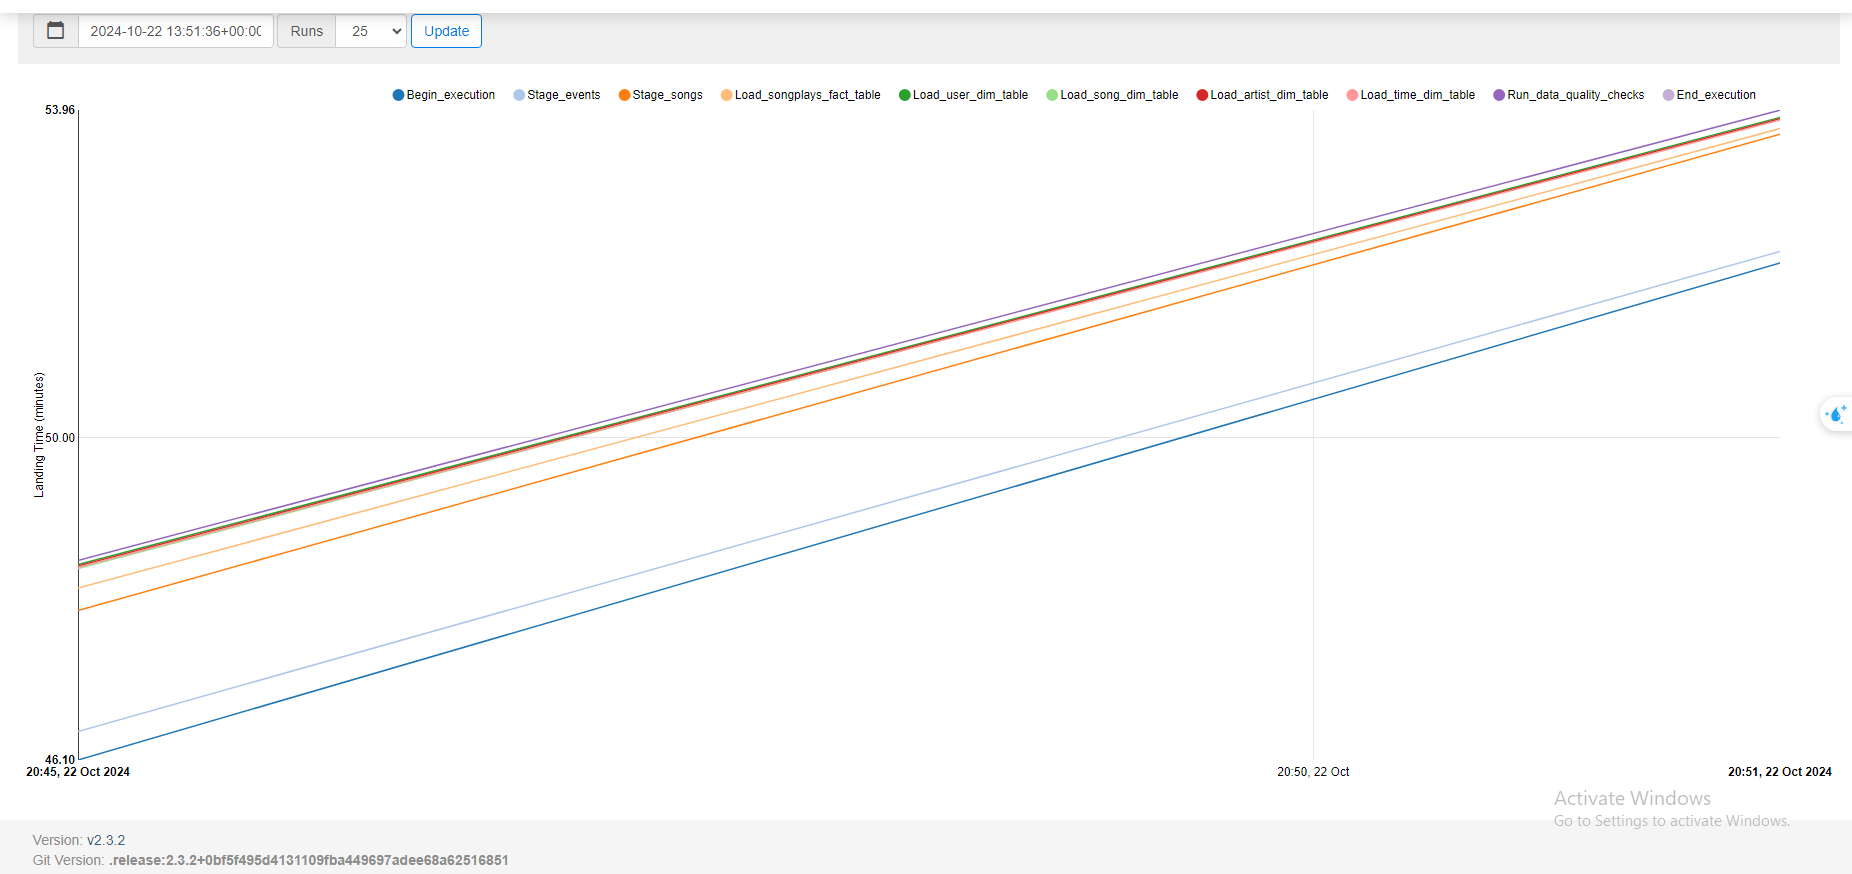 2024-10-22 13:51:36+00:00 Runs 25 Update
Begin_execution Stage_events Stage_songs Load_songplays_fact_table Load_user_dim_table Load_song_dim_table Load_artist_dim_table Load_time_dim_table Run_data_quality_checks End_execution
53.96
Landing Time (minutes)
50.00
46.10
20:45, 22 Oct 2024 20:50, 22 Oct 20:51, 22 Oct 2024
Activate Windows
Go to Settings to activate Windows.
Version: v2.3.2
Git Version: .release:2.3.2+0bf5f495d4131109fba449697adee68a62516851